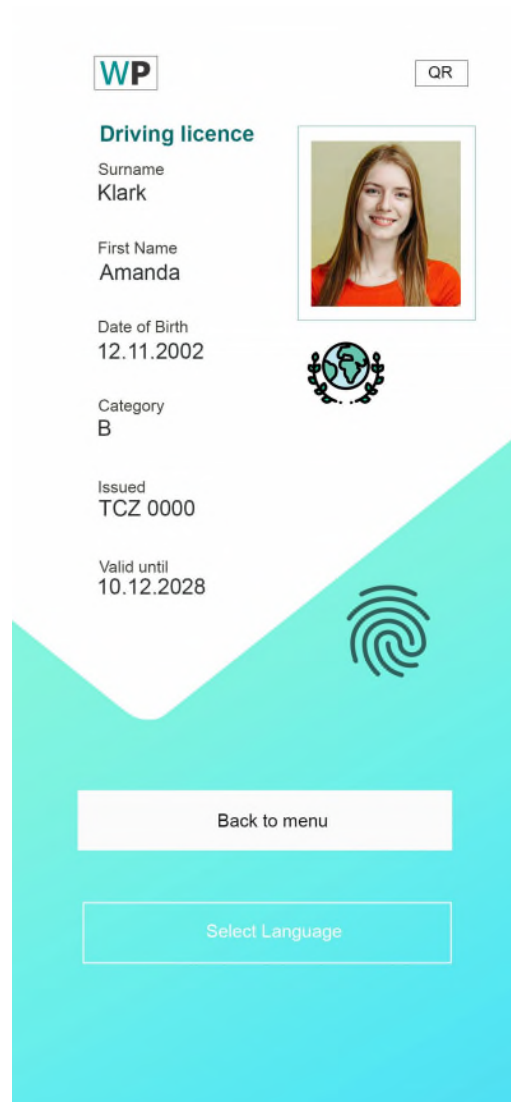 WP
QR
Driving licence
Surname
Klark
First Name
Amanda
Date of Birth
12.11.2002
Category
B
Issued
TCZ 0000
Valid until
10.12.2028
Back to menu
Select Language